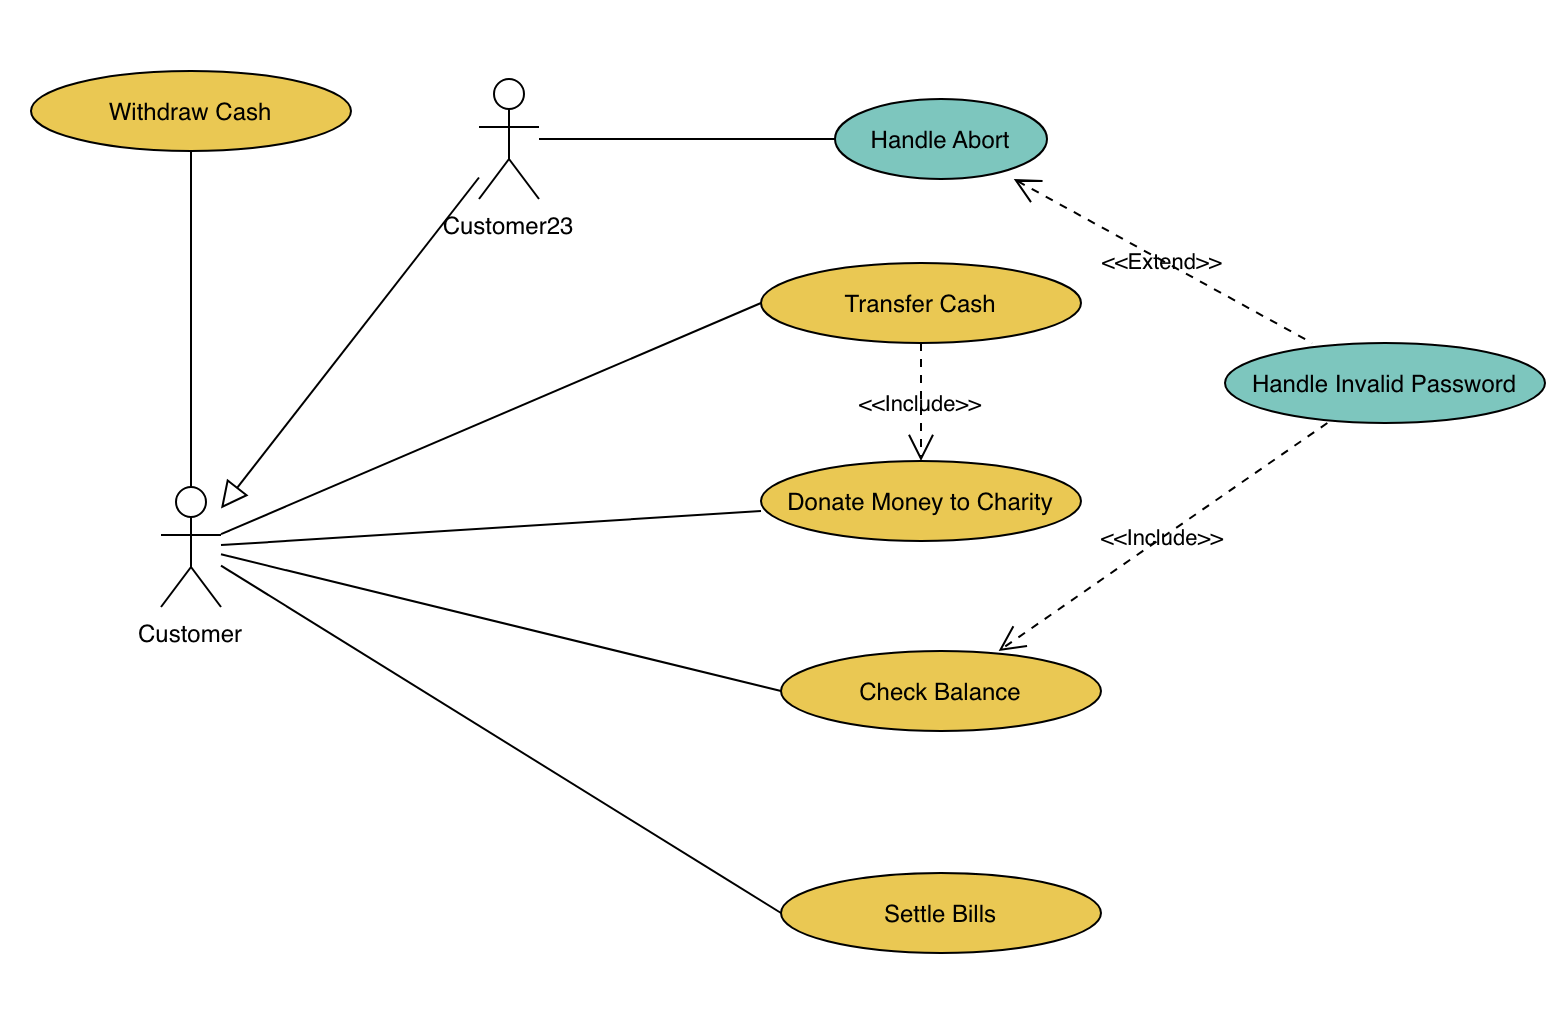 Withdraw Cash
Handle Abort
Customer23
<<Extend>>
Transfer Cash
Handle Invalid Password
<<Include>>
Donate Money to Charity
<<Include>>
Customer
Check Balance
Settle Bills